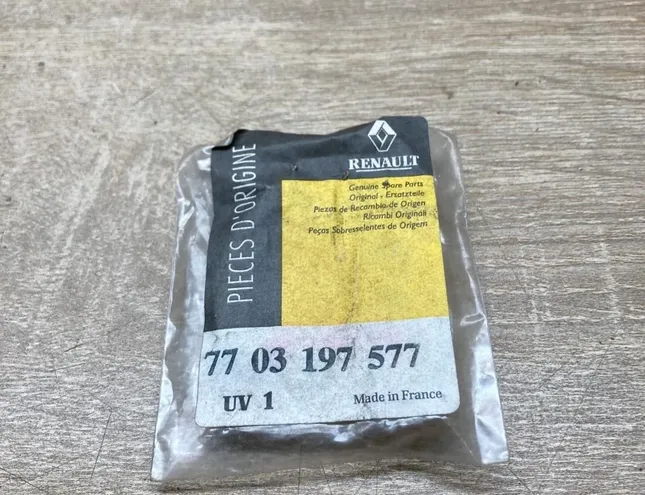 PIECES D'ORIGINE
RENAULT
Genuine Spare Parts
Original - Ersatzteile
Piezas de Recambio de Origen
Ricambi Originali
Peças Sobresselentes de Origem
77 03 197 577
UV 1
Made in France